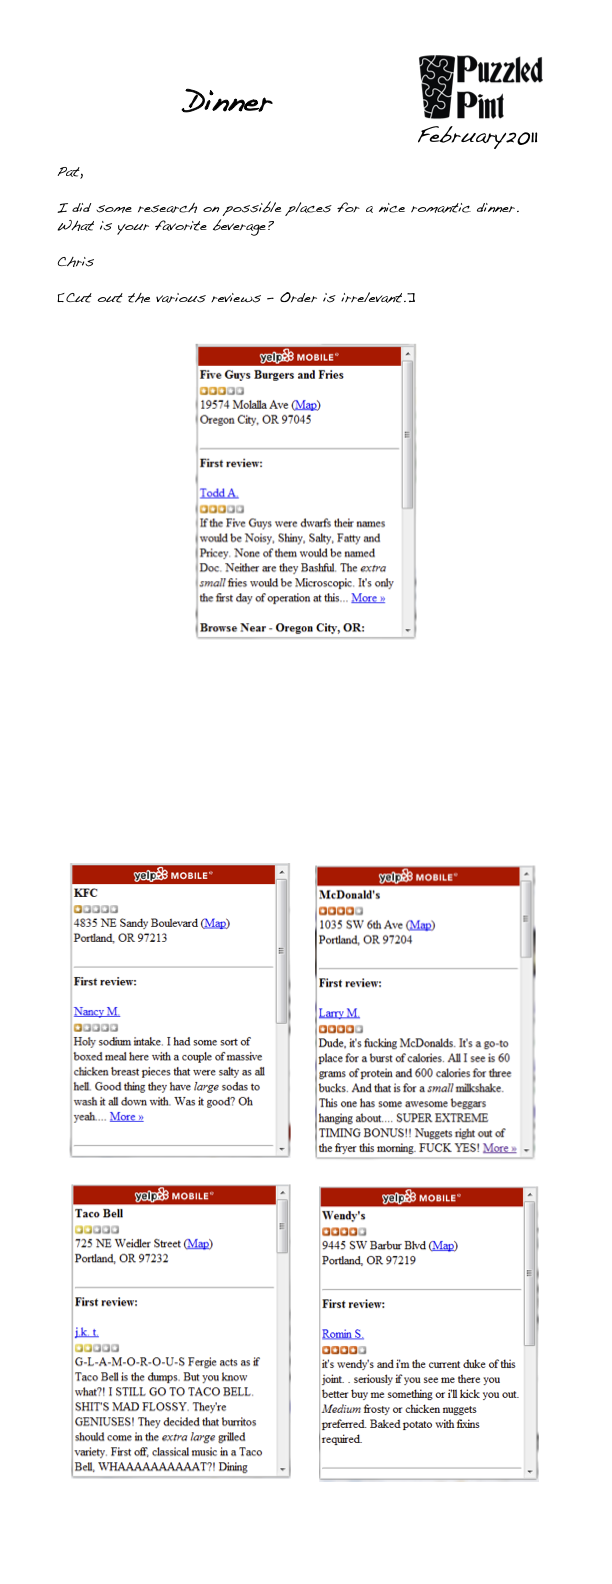 Puzzled
Pint
Dinner
February2011
Pat,
I did some research on possible places for a nice romantic dinner.
What is your favorite beverage?
Chris
[Cut out the various reviews - Order is irrelevant.]
yelp MOBILE
Five Guys Burgers and Fries
19574 Molalla Ave (Map)
Oregon City, OR 97045
First review:
Todd A.
If the Five Guys were dwarfs their names
would be Noisy, Shiny, Salty, Fatty and
Pricey. None of them would be named
Doc. Neither are they Bashful. The extra
small fries would be Microscopic. It's only
the first day of operation at this... More »
Browse Near - Oregon City, OR:
yelp MOBILE
KFC
4835 NE Sandy Boulevard (Map)
Portland, OR 97213
First review:
Nancy M.
Holy sodium intake. I had some sort of
boxed meal here with a couple of massive
chicken breast pieces that were salty as all
hell. Good thing they have large sodas to
wash it all down with. Was it good? Oh
yeah.... More »
yelp MOBILE
McDonald's
1035 SW 6th Ave (Map)
Portland, OR 97204
First review:
Larry M.
Dude, it's fucking McDonalds. It's a go-to
place for a burst of calories. All I see is 60
grams of protein and 600 calories for three
bucks. And that is for a small milkshake.
This one has some awesome beggars
hanging about.... SUPER EXTREME
TIMING BONUS!! Nuggets right out of
the fryer this morning. FUCK YES! More »
yelp MOBILE
Taco Bell
725 NE Weidler Street (Map)
Portland, OR 97232
First review:
j.k. t.
G-L-A-M-O-R-O-U-S Fergie acts as if
Taco Bell is the dumps. But you know
what?! I STILL GO TO TACO BELL.
SHIT'S MAD FLOSSY. They're
GENIUSES! They decided that burritos
should come in the extra large grilled
variety. First off, classical music in a Taco
Bell, WHAAAAAAAAAT?! Dining
yelp MOBILE
Wendy's
9445 SW Barbur Blvd (Map)
Portland, OR 97219
First review:
Romin S.
it's wendy's and i'm the current duke of this
joint. . seriously if you see me there you
better buy me something or i'll kick you out.
Medium frosty or chicken nuggets
preferred. Baked potato with fixins
required.